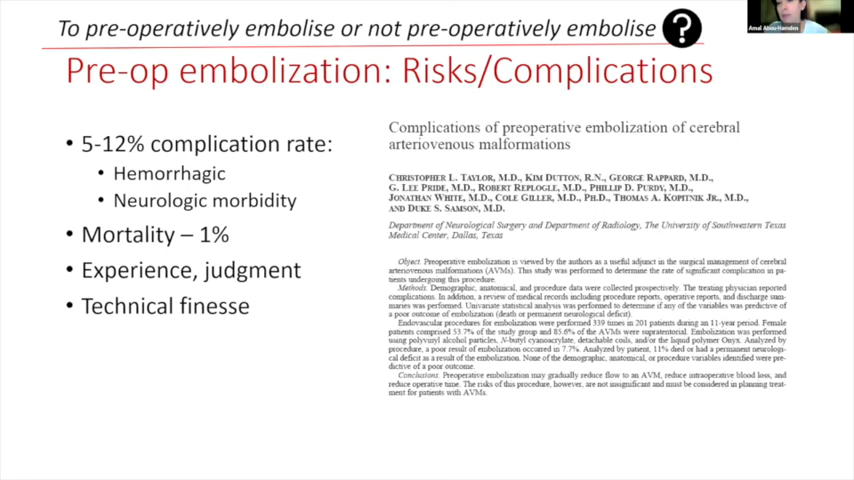 To pre-operatively embolise or not pre-operatively embolise ?
Amal Abou-Hamden
Pre-op embolization: Risks/Complications
• 5-12% complication rate:
• Hemorrhagic
• Neurologic morbidity
• Mortality – 1%
• Experience, judgment
• Technical finesse
Complications of preoperative embolization of cerebral
arteriovenous malformations
CHRISTOPHER L. TAYLOR, M.D., KIM DUTTON, R.N., GEORGE RAPPARD, M.D.,
G. LEE PRIDE, M.D., ROBERT REPLOGLE, M.D., PHILLIP D. PURDY, M.D.,
JONATHAN WHITE, M.D., COLE GILLER, M.D., PH.D., THOMAS A. KOPITNIK JR., M.D.,
AND DUKE S. SAMSON, M.D.
Department of Neurological Surgery and Department of Radiology, The University of Southwestern Texas
Medical Center, Dallas, Texas
Object. Preoperative embolization is viewed by the authors as a useful adjunct in the surgical management of cerebral
arteriovenous malformations (AVMs). This study was performed to determine the rate of significant complication in pa-
tients undergoing this procedure.
Methods. Demographic, anatomical, and procedure data were collected prospectively. The treating physician reported
complications. In addition, a review of medical records including procedure reports, operative reports, and discharge sum-
maries was performed. Univariate statistical analysis was performed to determine if any of the variables was predictive of
a poor outcome of embolization (death or permanent neurological deficit).
Endovascular procedures for embolization were performed 339 times in 201 patients during an 11-year period. Female
patients comprised 53.7% of the study group and 85.6% of the AVMs were supratentorial. Embolization was performed
using polyvinyl alcohol particles, N-butyl cyanoacrylate, detachable coils, and/or the liquid polymer Onyx. Analyzed by
procedure, a poor result of embolization occurred in 7.7%. Analyzed by patient, 11% died or had a permanent neurologi-
cal deficit as a result of the embolization. None of the demographic, anatomical, or procedure variables identified were pre-
dictive of a poor outcome.
Conclusions. Preoperative embolization may gradually reduce flow to an AVM, reduce intraoperative blood loss, and
reduce operative time. The risks of this procedure, however, are not insignificant and must be considered in planning treat-
ment for patients with AVMs.